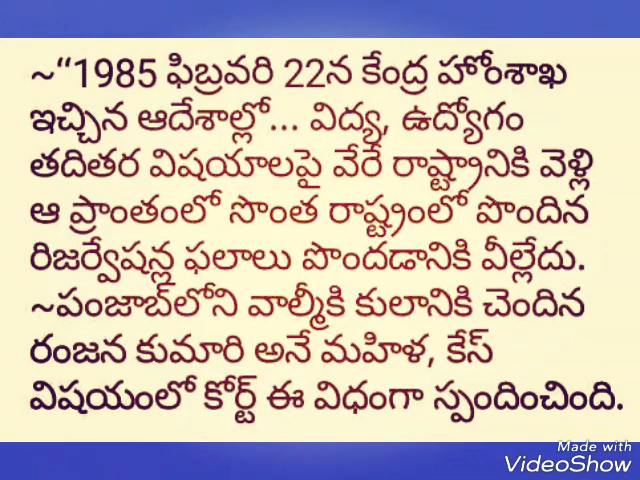 ~“1985 ఫిబ్రవరి 22న కేంద్ర హోంశాఖ
ఇచ్చిన ఆదేశాల్లో... విద్య, ఉద్యోగం
తదితర విషయాలపై వేరే రాష్ట్రానికి వెళ్లి
ఆ ప్రాంతంలో సొంత రాష్ట్రంలో పొందిన
రిజర్వేషన్ల ఫలాలు పొందడానికి వీల్లేదు.
~పంజాబ్‌లోని వాల్మీకి కులానికి చెందిన
రంజన కుమారి అనే మహిళ, కేస్
విషయంలో కోర్ట్ ఈ విధంగా స్పందించింది.
Made with
VideoShow